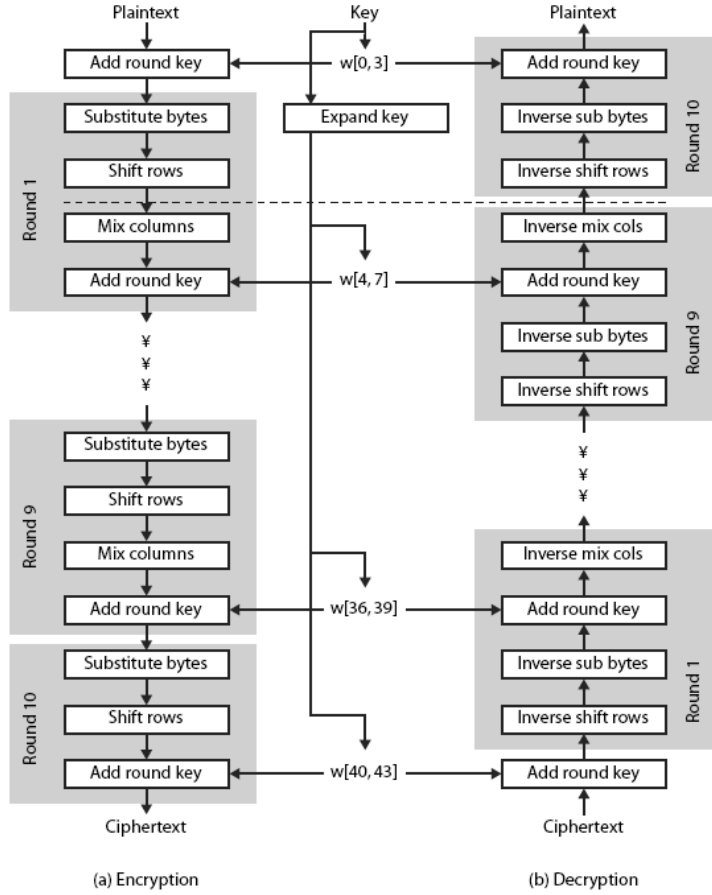 Plaintext
Key
Plaintext
Add round key
w[0, 3]
Add round key
Substitute bytes
Expand key
Inverse sub bytes
Shift rows
Inverse shift rows
Round 1
Round 10
Mix columns
Inverse mix cols
Add round key
w[4, 7]
Add round key
¥
¥
¥
Inverse sub bytes
Inverse shift rows
Round 9
Substitute bytes
¥
¥
¥
Shift rows
Round 9
Mix columns
Inverse mix cols
Add round key
w[36, 39]
Add round key
Substitute bytes
Inverse sub bytes
Shift rows
Inverse shift rows
Round 10
Round 1
Add round key
w[40, 43]
Add round key
Ciphertext
Ciphertext
(a) Encryption
(b) Decryption